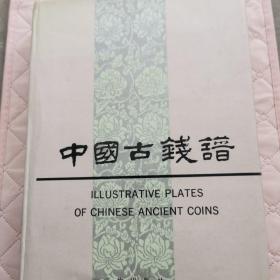 中國古錢譜
ILLUSTRATIVE PLATES
OF CHINESE ANCIENT COINS